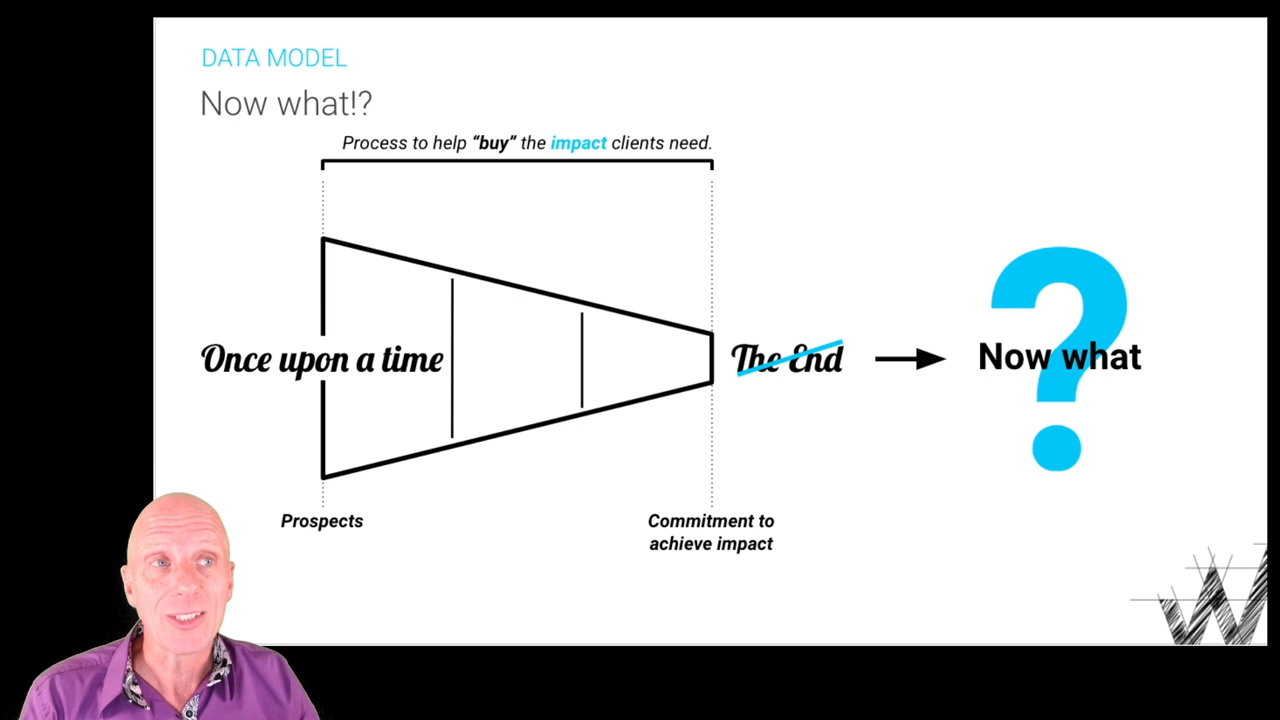 DATA MODEL
Now what!?
Process to help “buy” the impact clients need.
Once upon a time
The End
Now what
?
Prospects
Commitment to
achieve impact
W